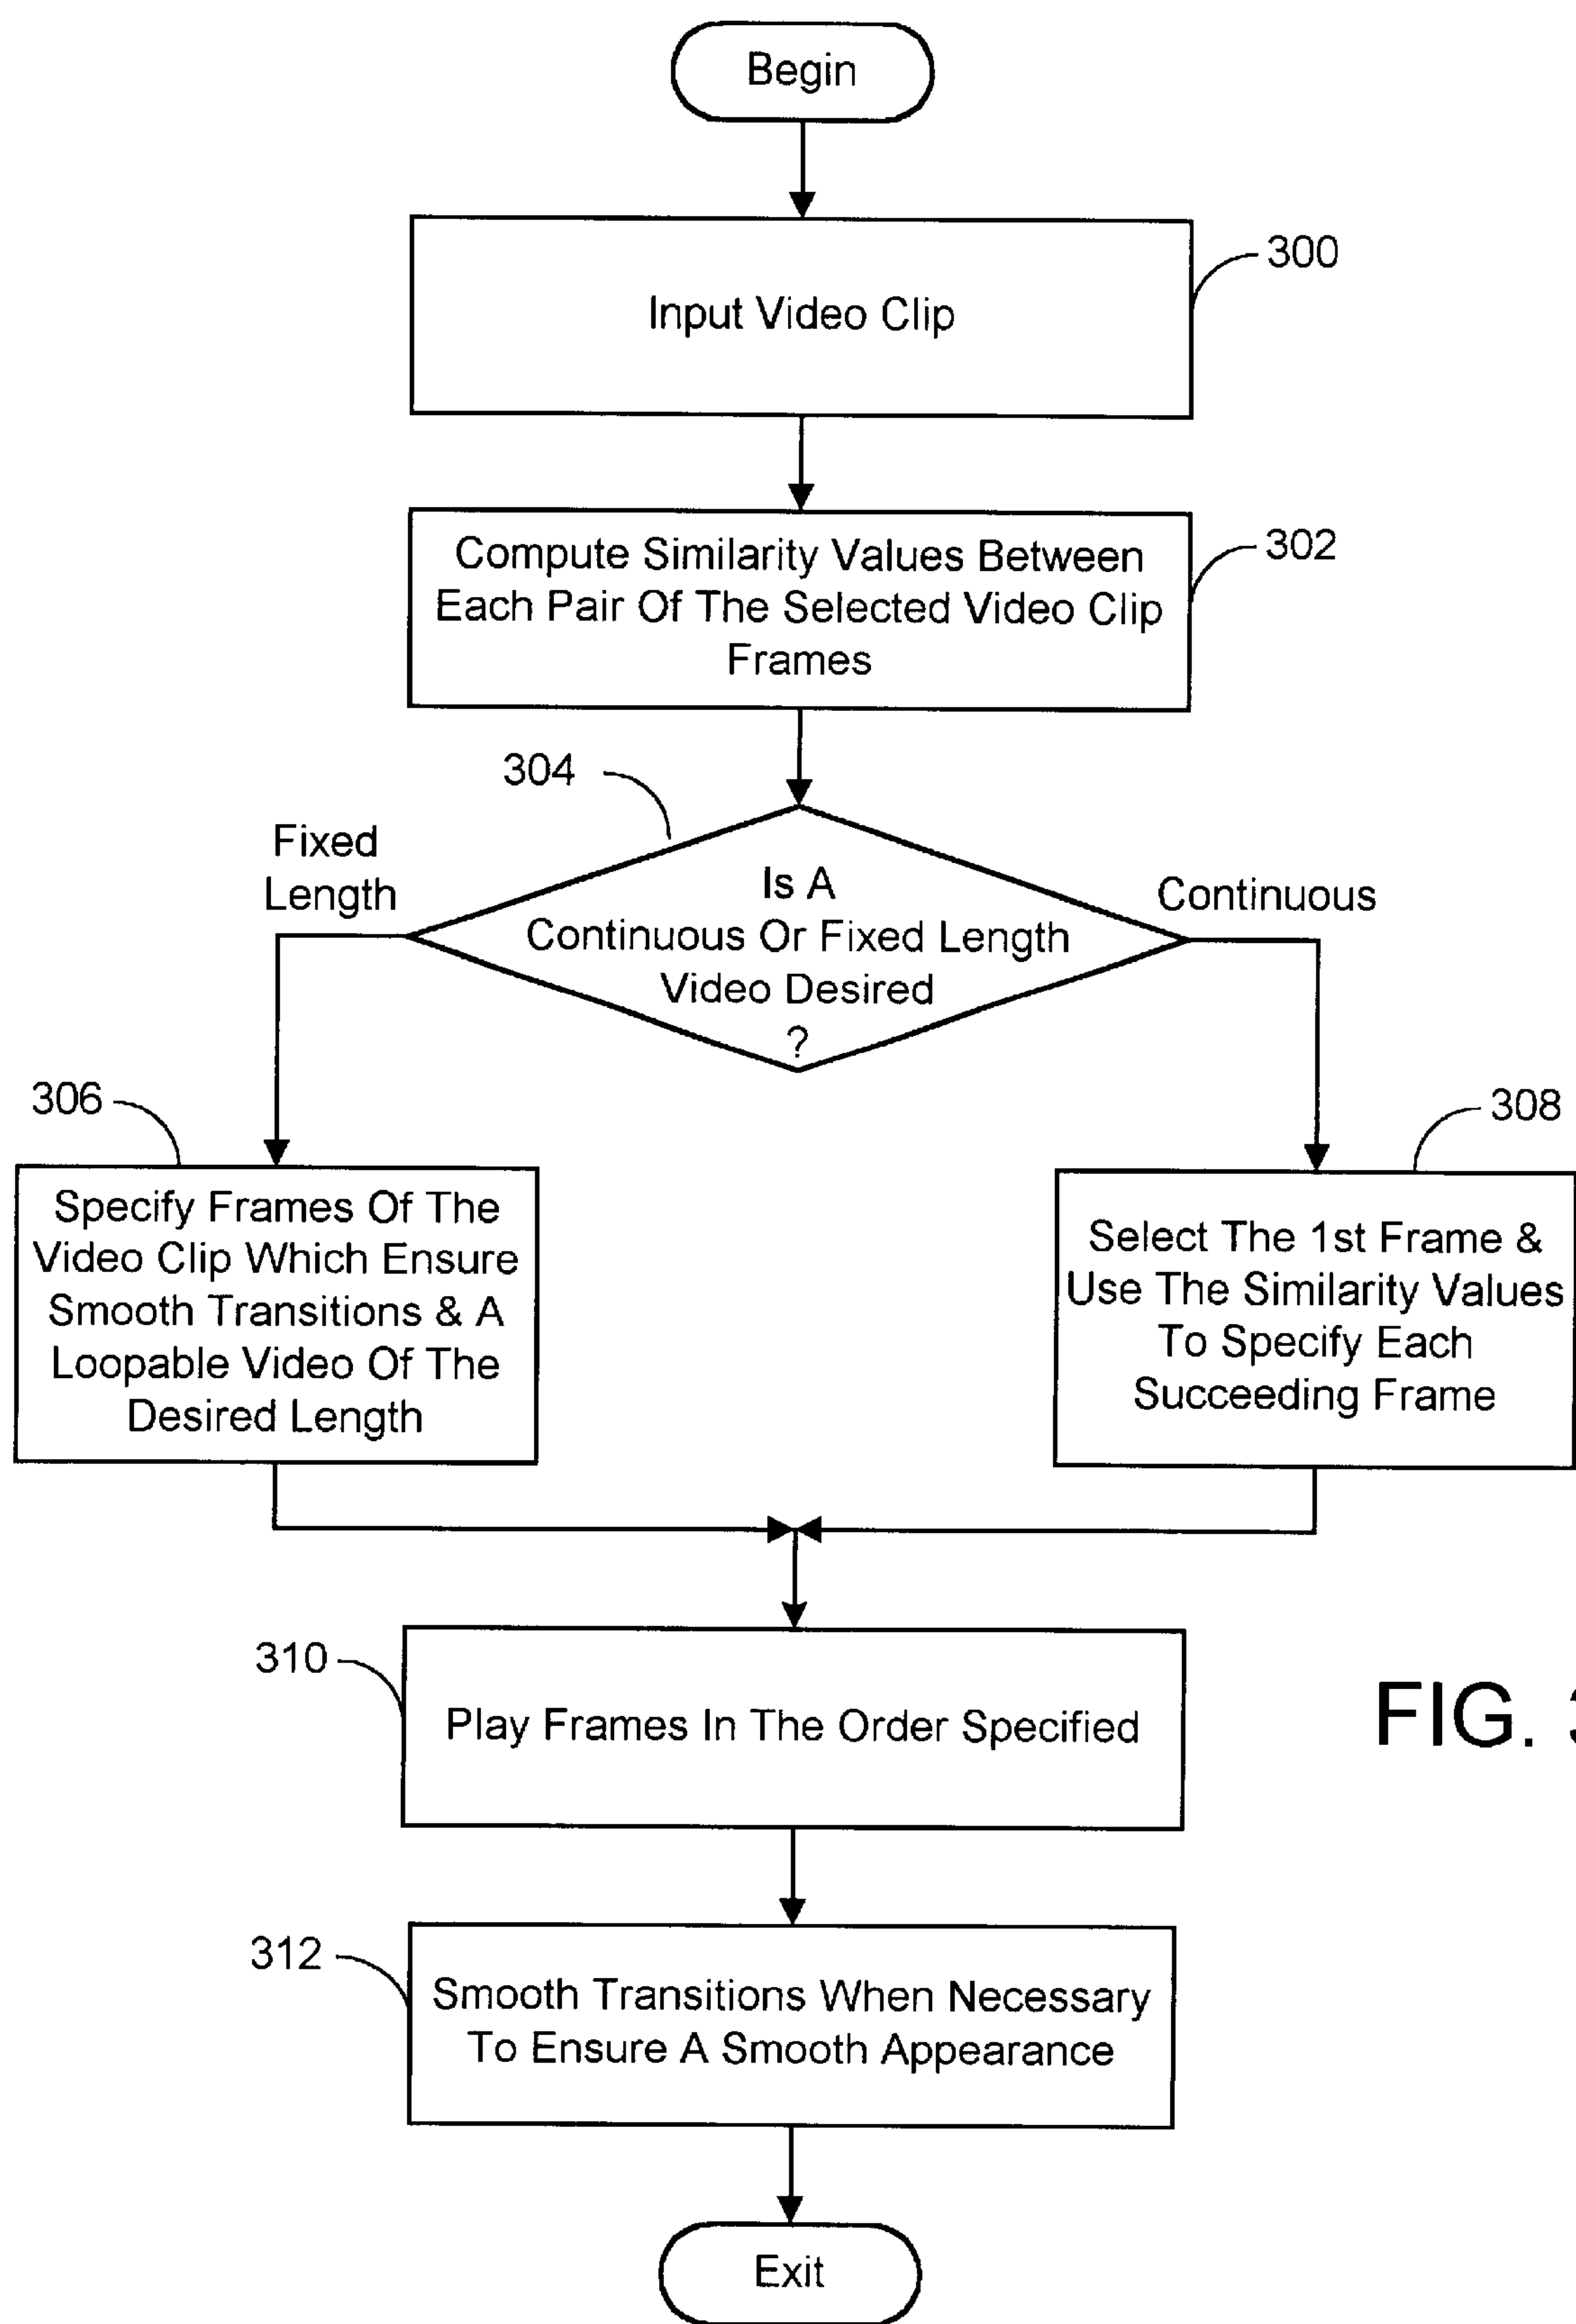 Begin
300
Input Video Clip
302
Compute Similarity Values Between
Each Pair Of The Selected Video Clip
Frames
304
Fixed
Length
Is A
Continuous Or Fixed Length
Video Desired
?
Continuous
306
Specify Frames Of The
Video Clip Which Ensure
Smooth Transitions & A
Loopable Video Of The
Desired Length
308
Select The 1st Frame &
Use The Similarity Values
To Specify Each
Succeeding Frame
310
Play Frames In The Order Specified
FIG.
312
Smooth Transitions When Necessary
To Ensure A Smooth Appearance
Exit